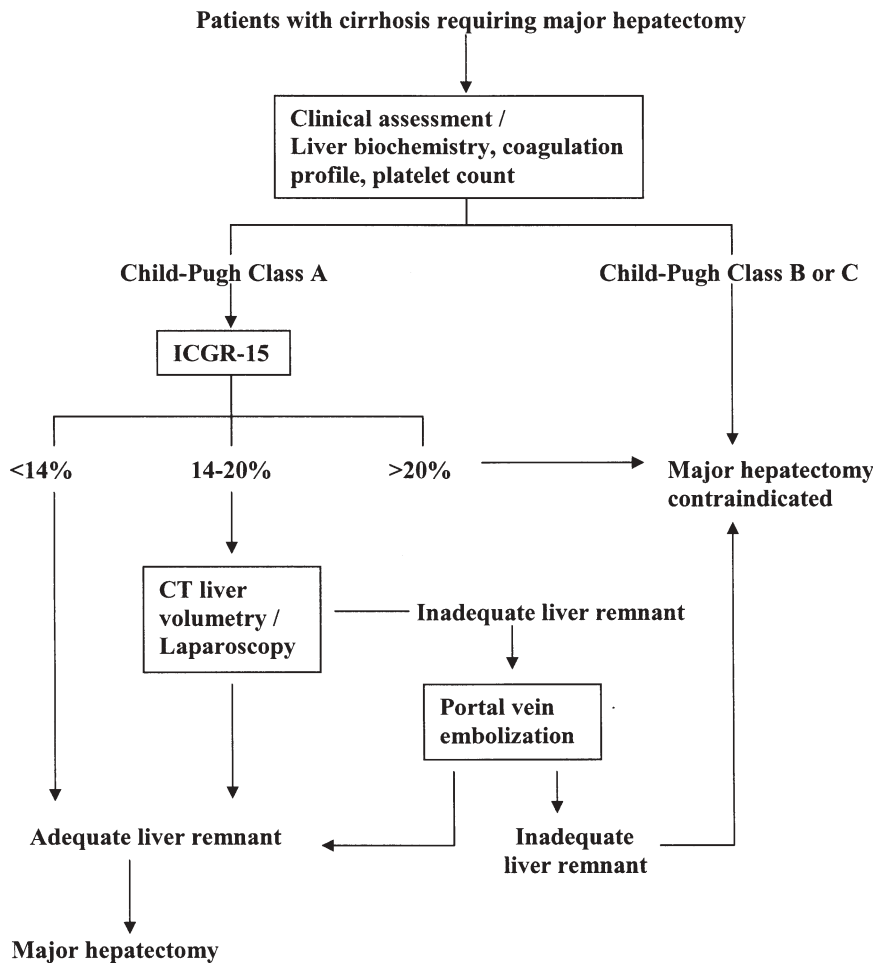 Patients with cirrhosis requiring major hepatectomy
Clinical assessment /
Liver biochemistry, coagulation
profile, platelet count
Child-Pugh Class A
Child-Pugh Class B or C
ICGR-15
<14%
14-20%
>20%
Major hepatectomy
contraindicated
CT liver
volumetry /
Laparoscopy
Inadequate liver remnant
Portal vein
embolization
Adequate liver remnant
Inadequate
liver remnant
Major hepatectomy